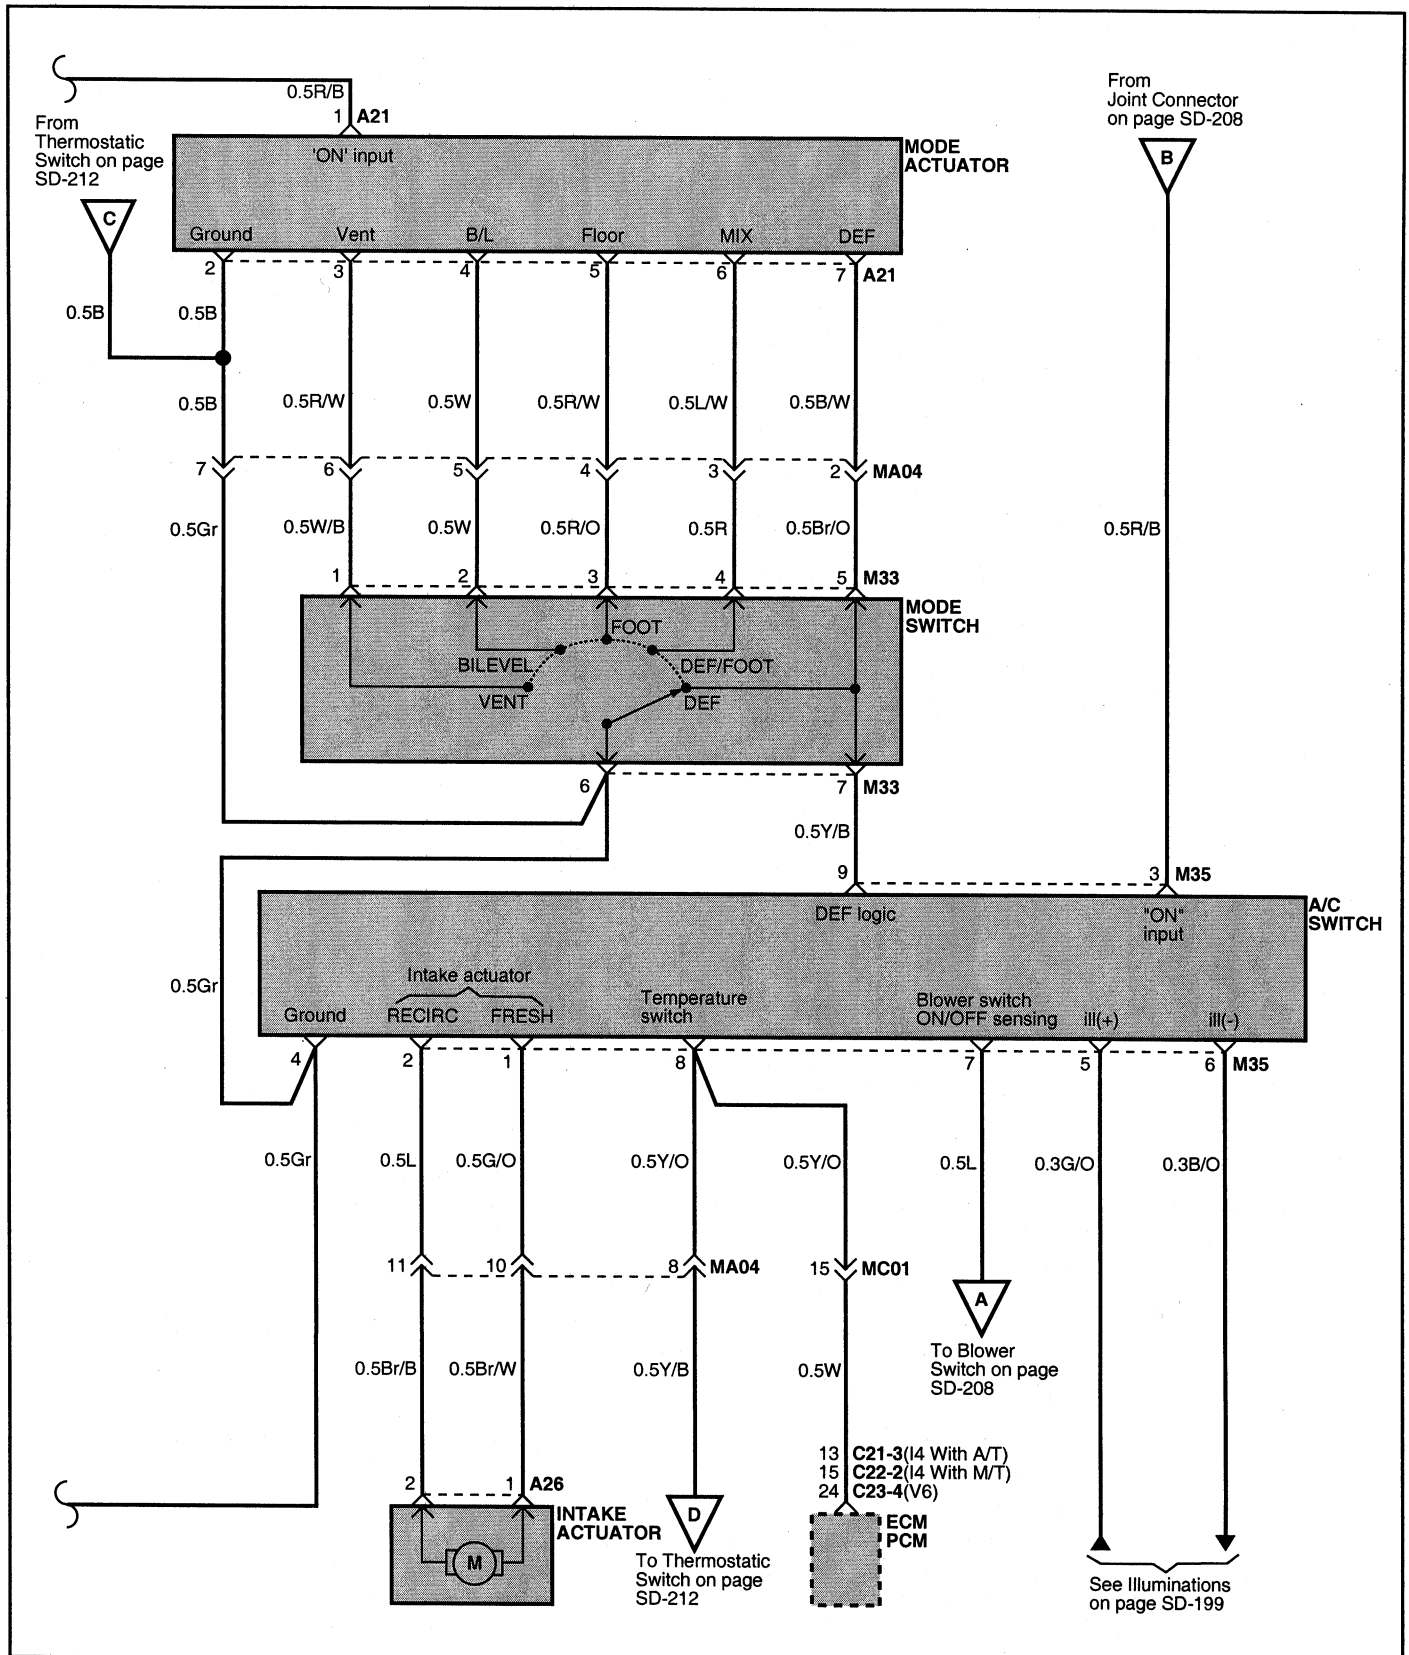 0.5R/B
1 A21
From
Thermostatic
Switch on page
SD-212
C
'ON' input
MODE
ACTUATOR
From
Joint Connector
on page SD-208
B
Ground Vent B/L Floor MIX DEF
2 3 4 5 6 7 A21
0.5B 0.5B
0.5B 0.5R/W 0.5W 0.5R/W 0.5L/W 0.5B/W
7 6 5 4 3 2 MA04
0.5Gr 0.5W/B 0.5W 0.5R/O 0.5R 0.5Br/O 0.5R/B
1 2 3 4 5 M33
MODE
SWITCH
FOOT
BILEVEL DEF/FOOT
VENT DEF
6 7 M33
0.5Y/B
9 3 M35
A/C
SWITCH
DEF logic "ON"
input
0.5Gr
Intake actuator
Ground RECIRC FRESH
Temperature
switch
Blower switch
ON/OFF sensing ill(+) ill(-)
4 2 1 8 7 5 6 M35
0.5Gr 0.5L 0.5G/O 0.5Y/O 0.5Y/O 0.5L 0.3G/O 0.3B/O
11 10 8 MA04 15 MC01
A
To Blower
Switch on page
SD-208
0.5Br/B 0.5Br/W 0.5Y/B 0.5W
13 C21-3(I4 With A/T)
15 C22-2(I4 With M/T)
24 C23-4(V6)
2 1 A26
INTAKE
ACTUATOR
M
D
To Thermostatic
Switch on page
SD-212
ECM
PCM
See Illuminations
on page SD-199